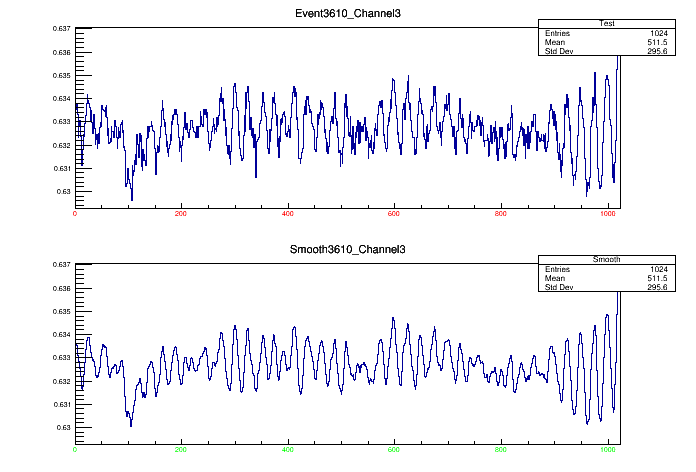 Event3610_Channel3
Test
Entries 1024
Mean 511.5
Std Dev 295.6
0.637
0.636
0.635
0.634
0.633
0.632
0.631
0.63
0 200 400 600 800 1000
Smooth3610_Channel3
Smooth
Entries 1024
Mean 511.5
Std Dev 295.6
0.637
0.636
0.635
0.634
0.633
0.632
0.631
0.63
0 200 400 600 800 1000